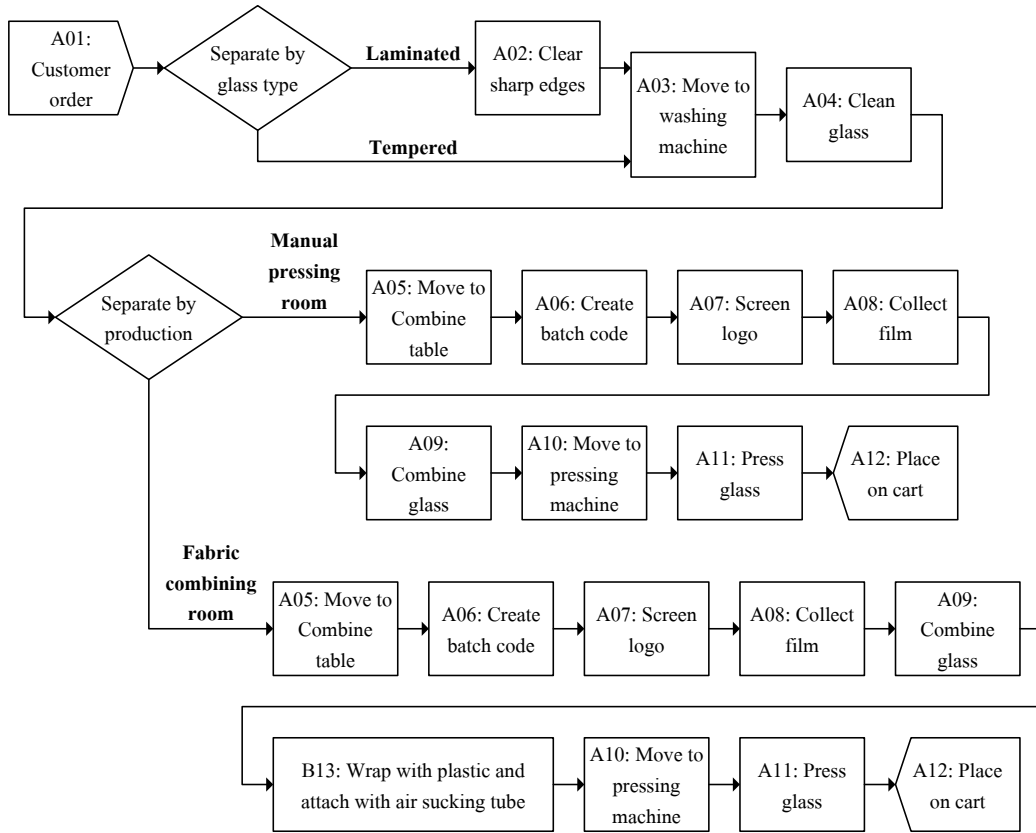 A01:
Customer
order
Separate by
glass type
Laminated
Tempered
A02: Clear
sharp edges
A03: Move to
washing
machine
A04: Clean
glass
Separate by
production
Manual
pressing
room
A05: Move to
Combine
table
A06: Create
batch code
A07: Screen
logo
A08: Collect
film
A09:
Combine
glass
A10: Move to
pressing
machine
A11: Press
glass
A12: Place
on cart
Fabric
combining
room
A05: Move to
Combine
table
A06: Create
batch code
A07: Screen
logo
A08: Collect
film
A09:
Combine
glass
B13: Wrap with plastic and
attach with air sucking tube
A10: Move to
pressing
machine
A11: Press
glass
A12: Place
on cart